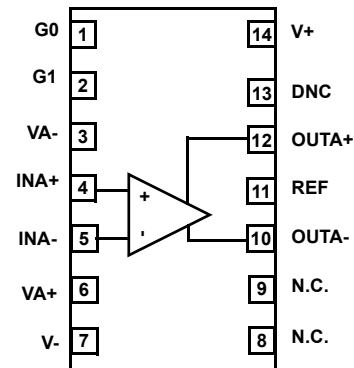 G0 1 14 V+
G1 2 13 DNC
VA- 3 12 OUTA+
INA+ 4 + 11 REF
INA- 5 - 10 OUTA-
VA+ 6 9 N.C.
V- 7 8 N.C.